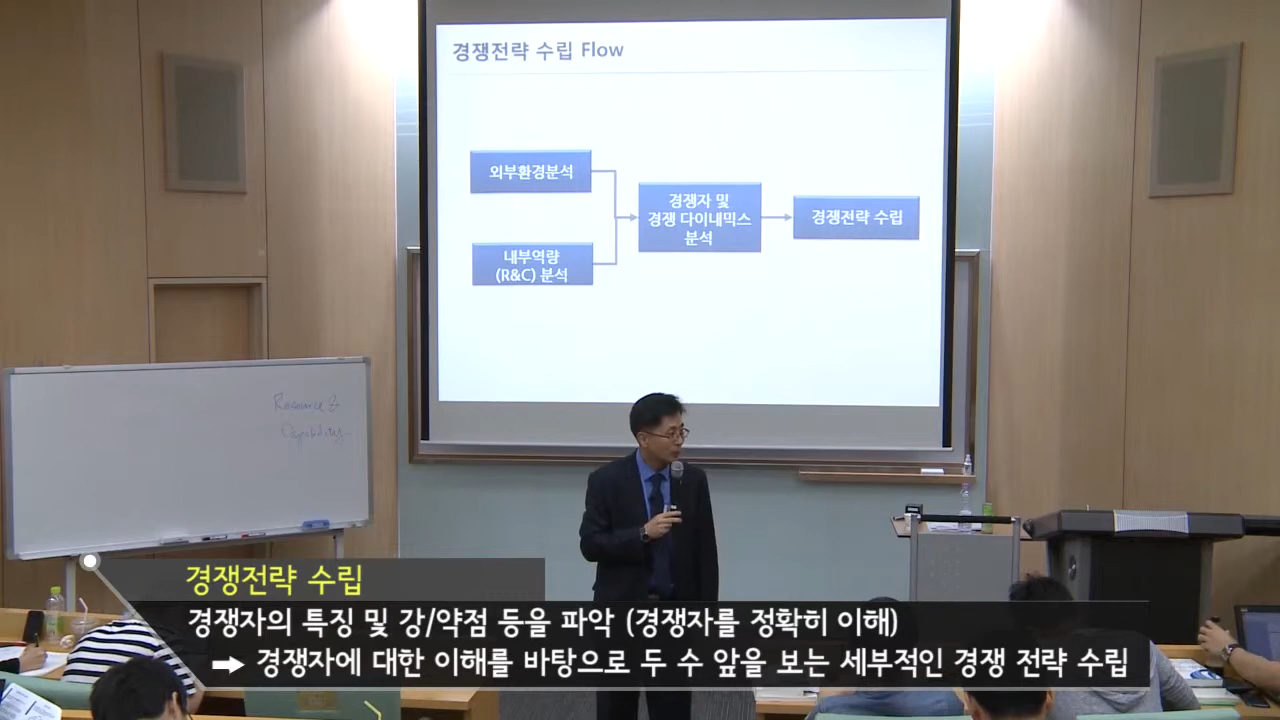 경쟁전략 수립 Flow
외부환경분석
내부역량
(R&C) 분석
경쟁자 및
경쟁 다이내믹스
분석
경쟁전략 수립
Resource &
Capability
경쟁전략 수립
경쟁자의 특징 및 강/약점 등을 파악 (경쟁자를 정확히 이해)
➡ 경쟁자에 대한 이해를 바탕으로 두 수 앞을 보는 세부적인 경쟁 전략 수립